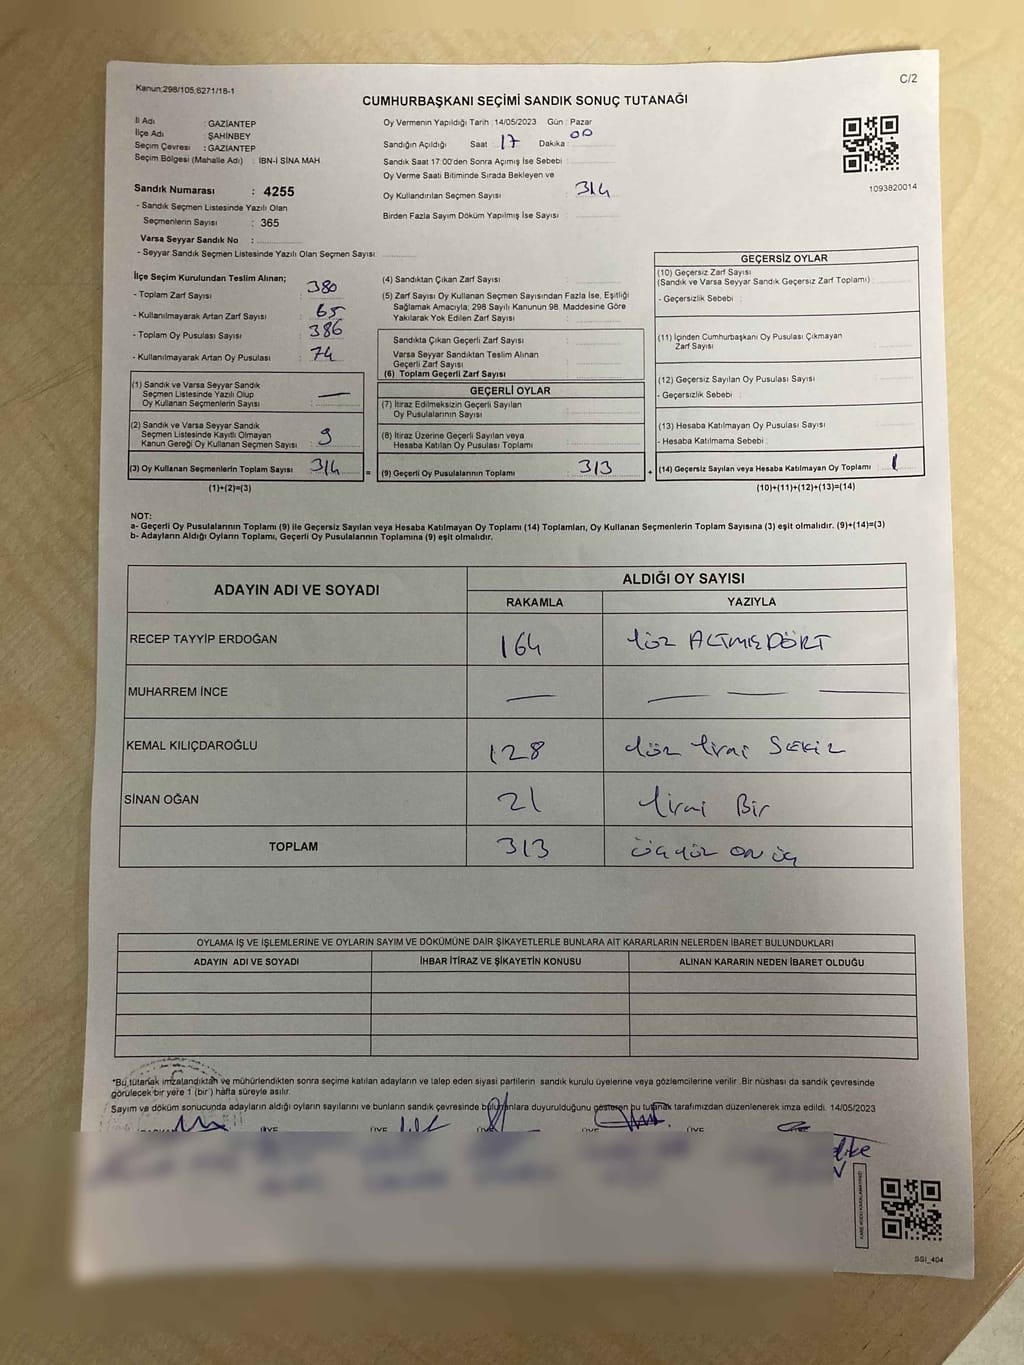 Kanun;298/105;6271/18-1
C/2
CUMHURBAŞKANI SEÇİMİ SANDIK SONUÇ TUTANAĞI
İl Adı : GAZİANTEP
İlçe Adı : ŞAHİNBEY
Seçim Çevresi : GAZİANTEP
Seçim Bölgesi (Mahalle Adı) : İBN-İ SİNA MAH
Sandık Numarası : 4255
- Sandık Seçmen Listesinde Yazılı Olan
Seçmenlerin Sayısı : 365
Varsa Seyyar Sandık No :
- Seyyar Sandık Seçmen Listesinde Yazılı Olan Seçmen Sayısı
Oy Vermenin Yapıldığı Tarih : 14/05/2023 Gün : Pazar
Sandığın Açıldığı Saat : 17 Dakika : 00
Sandık Saat 17:00'den Sonra Açımış İse Sebebi :
Oy Verme Saati Bitiminde Sırada Bekleyen ve
Oy Kullandırılan Seçmen Sayısı : 314
Birden Fazla Sayım Döküm Yapılmış İse Sayısı :
1093820014
İlçe Seçim Kurulundan Teslim Alınan;
- Toplam Zarf Sayısı : 380
- Kullanılmayarak Artan Zarf Sayısı : 65
- Toplam Oy Pusulası Sayısı : 386
- Kullanılmayarak Artan Oy Pusulası : 74
(1) Sandık ve Varsa Seyyar Sandık
Seçmen Listesinde Yazılı Olup
Oy Kullanan Seçmenlerin Sayısı : —
(2) Sandık ve Varsa Seyyar Sandık
Seçmen Listesinde Kayıtlı Olmayan
Kanun Gereği Oy Kullanan Seçmen Sayısı : 9
(3) Oy Kullanan Seçmenlerin Toplam Sayısı : 314 =
(1)+(2)=(3)
(4) Sandıktan Çıkan Zarf Sayısı :
(5) Zarf Sayısı Oy Kullanan Seçmen Sayısından Fazla İse, Eşitliği
Sağlamak Amacıyla; 298 Sayılı Kanunun 98. Maddesine Göre
Yakılarak Yok Edilen Zarf Sayısı :
Sandıkta Çıkan Geçerli Zarf Sayısı :
Varsa Seyyar Sandıktan Teslim Alınan
Geçerli Zarf Sayısı :
(6) Toplam Geçerli Zarf Sayısı
GEÇERLİ OYLAR
(7) İtiraz Edilmeksizin Geçerli Sayılan
Oy Pusulalarının Sayısı :
(8) İtiraz Üzerine Geçerli Sayılan veya
Hesaba Katılan Oy Pusulaları Toplamı :
(9) Geçerli Oy Pusulalarının Toplamı : 313 +
GEÇERSİZ OYLAR
(10) Geçersiz Zarf Sayısı
(Sandık ve Varsa Seyyar Sandık Geçersiz Zarf Toplamı) :
- Geçersizlik Sebebi :
(11) İçinden Cumhurbaşkanı Oy Pusulası Çıkmayan
Zarf Sayısı :
(12) Geçersiz Sayılan Oy Pusulası Sayısı :
- Geçersizlik Sebebi :
(13) Hesaba Katılmayan Oy Pusulası Sayısı :
- Hesaba Katılmama Sebebi :
(14) Geçersiz Sayılan veya Hesaba Katılmayan Oy Toplamı : 1
(10)+(11)+(12)+(13)=(14)
NOT:
a- Geçerli Oy Pusulalarının Toplamı (9) ile Geçersiz Sayılan veya Hesaba Katılmayan Oy Toplamı (14) Toplamları, Oy Kullanan Seçmenlerin Toplam Sayısına (3) eşit olmalıdır. (9)+(14)=(3)
b- Adayların Aldığı Oyların Toplamı, Geçerli Oy Pusulalarının Toplamına (9) eşit olmalıdır.
ADAYIN ADI VE SOYADI
ALDIĞI OY SAYISI
RAKAMLA YAZIYLA
RECEP TAYYİP ERDOĞAN 164 Yüz ALTMIŞ DÖRT
MUHARREM İNCE — — — —
KEMAL KILIÇDAROĞLU 128 Yüz Yirmi SEKİZ
SİNAN OĞAN 21 Yirmi Bir
TOPLAM 313 üçyüz on üç
OYLAMA İŞ VE İŞLEMLERİNE VE OYLARIN SAYIM VE DÖKÜMÜNE DAİR ŞİKAYETLERLE BUNLARA AİT KARARLARIN NELERDEN İBARET BULUNDUKLARI
ADAYIN ADI VE SOYADI İHBAR İTİRAZ VE ŞİKAYETİN KONUSU ALINAN KARARIN NEDEN İBARET OLDUĞU
*Bu tutanak imzalandıktan ve mühürlendikten sonra seçime katılan adayların ve talep eden siyasi partilerin sandık kurulu üyelerine veya gözlemcilerine verilir. Bir nüshası da sandık çevresinde
görülecek bir yere 1 (bir) hafta süreyle asılır.
Sayım ve döküm sonucunda adayların aldığı oyların sayılarını ve bunların sandık çevresinde bulunanlara duyurulduğunu gösteren bu tutanak tarafımızdan düzenlenerek imza edildi. 14/05/2023
ÜYE ÜYE ÜYE ÜYE ÜYE
SGI_404